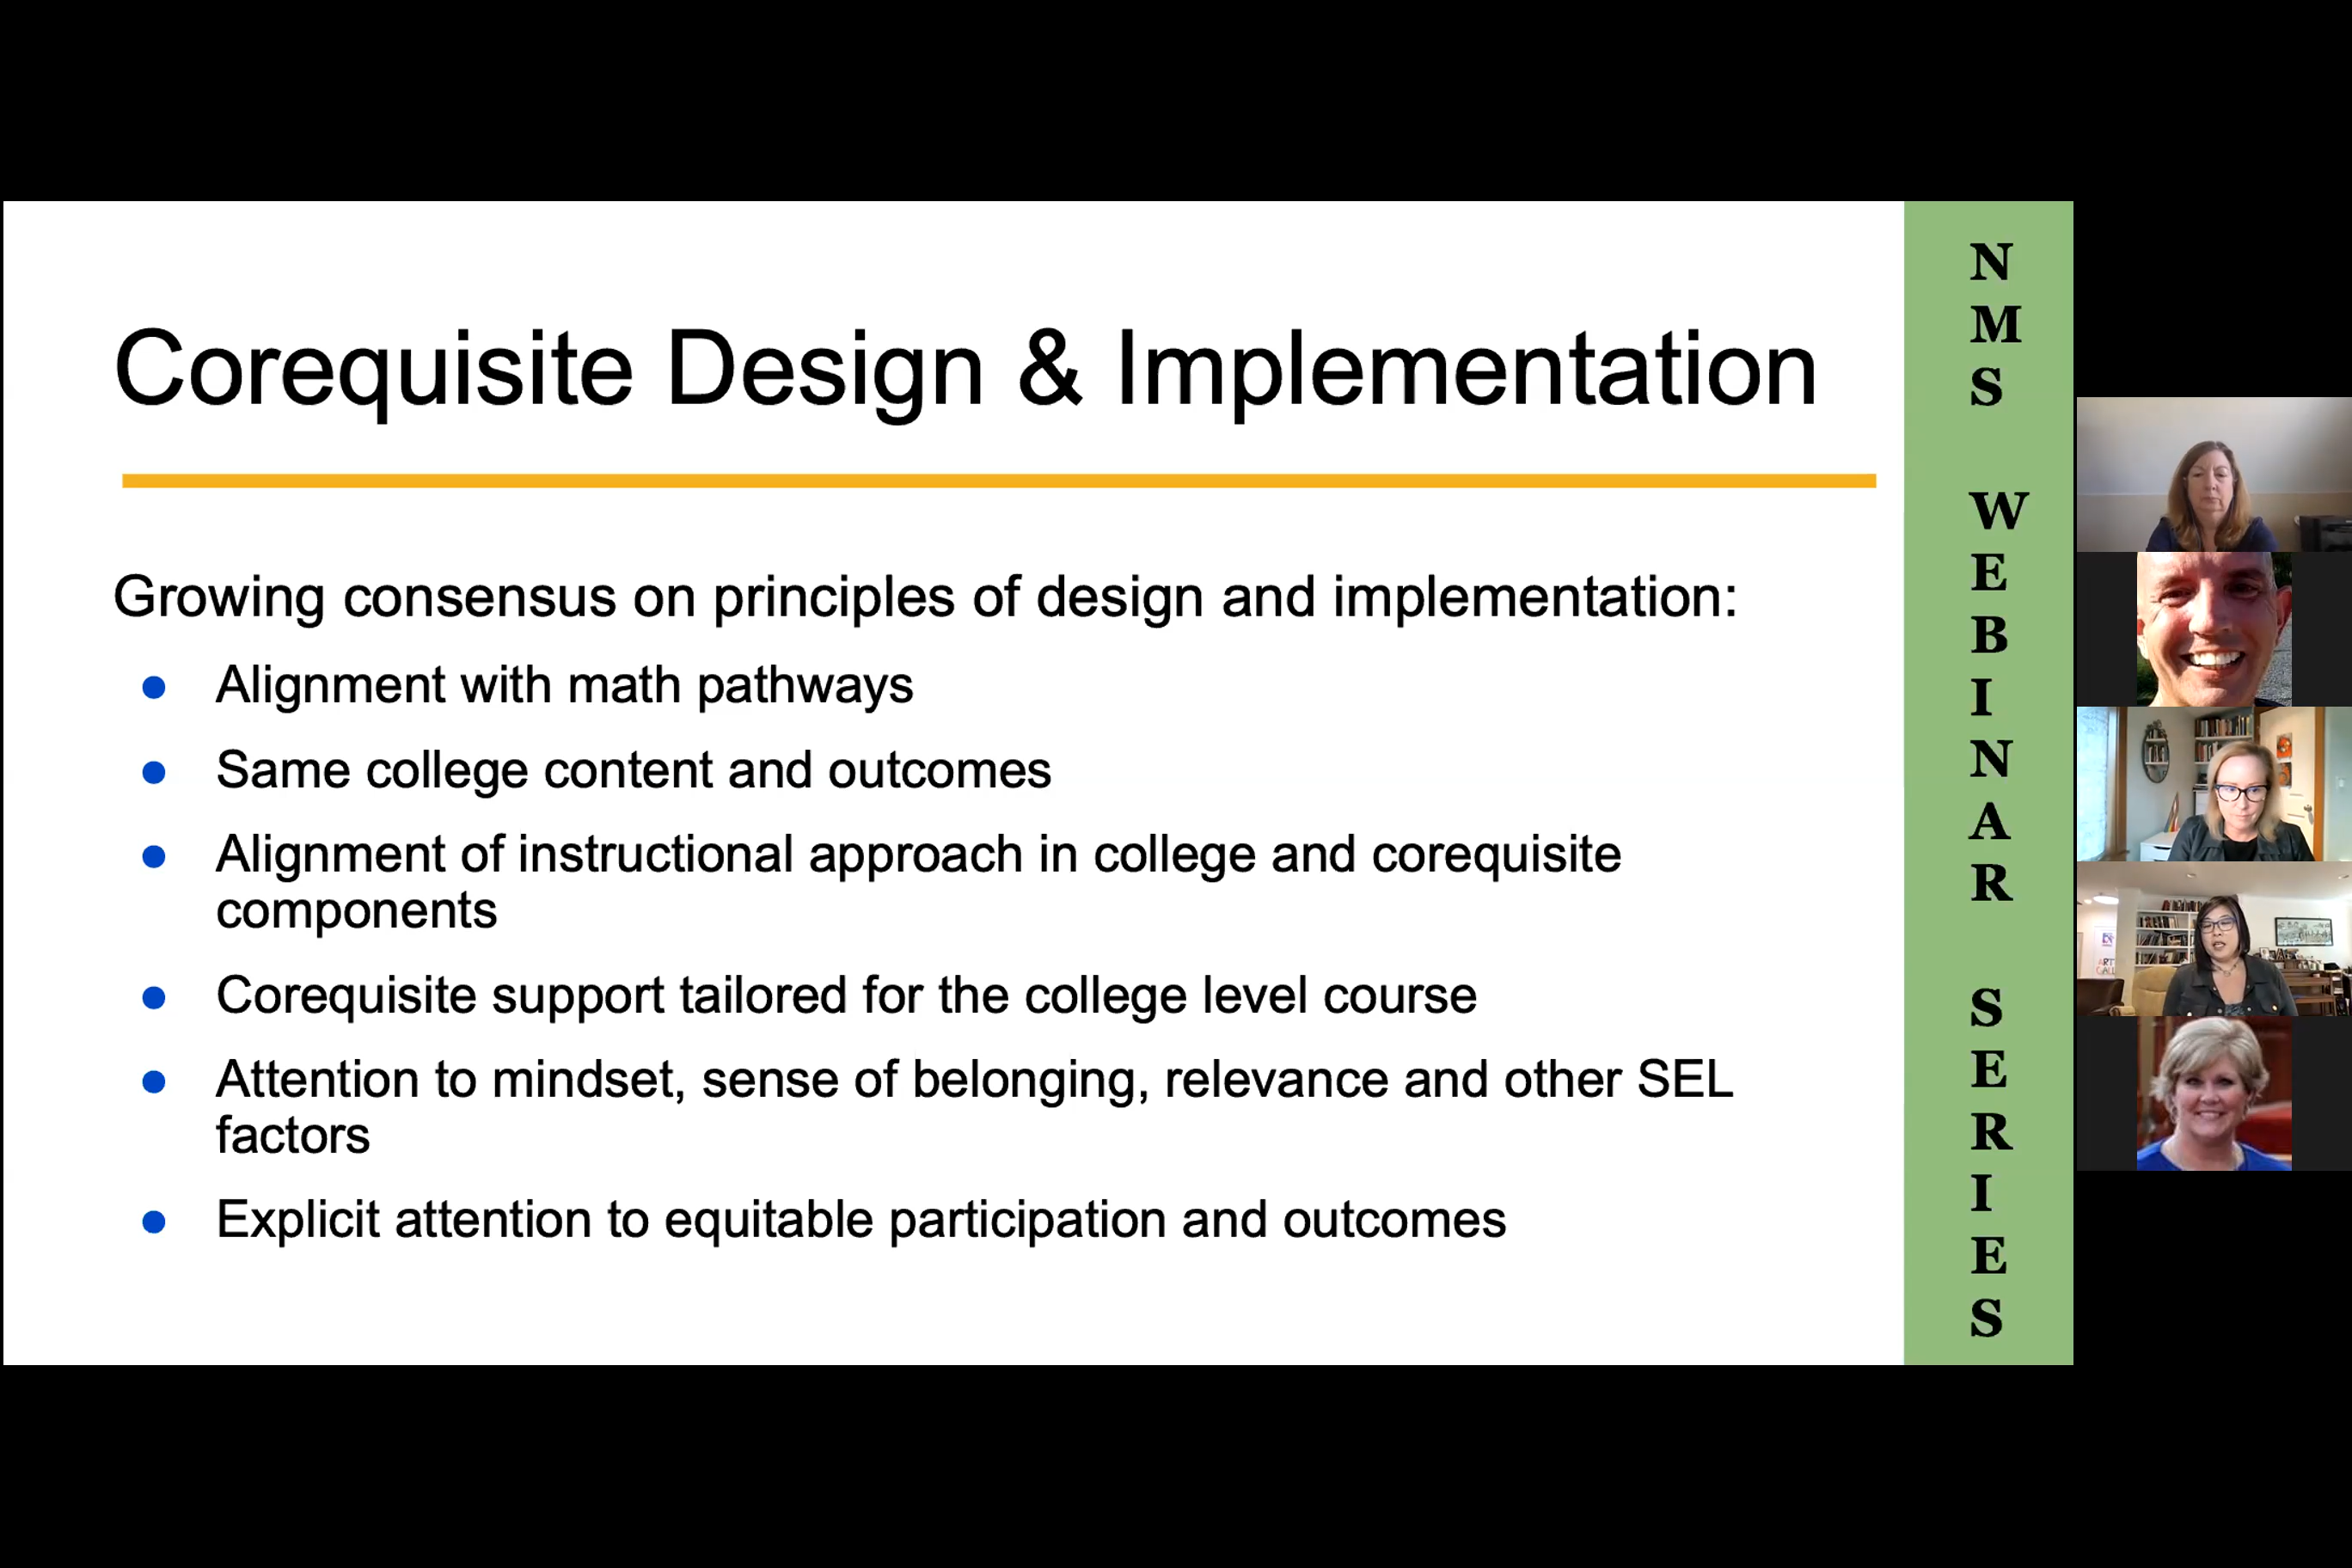 Corequisite Design & Implementation
Growing consensus on principles of design and implementation:
● Alignment with math pathways
● Same college content and outcomes
● Alignment of instructional approach in college and corequisite
components
● Corequisite support tailored for the college level course
● Attention to mindset, sense of belonging, relevance and other SEL
factors
● Explicit attention to equitable participation and outcomes
NMS WEBINAR SERIES